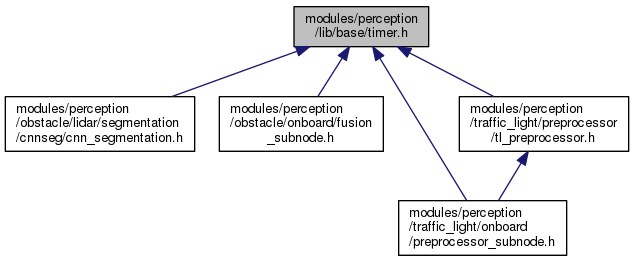 modules/perception
/lib/base/timer.h
modules/perception
/obstacle/lidar/segmentation
/cnnseg/cnn_segmentation.h
modules/perception
/obstacle/onboard/fusion
_subnode.h
modules/perception
/traffic_light/preprocessor
/tl_preprocessor.h
modules/perception
/traffic_light/onboard
/preprocessor_subnode.h